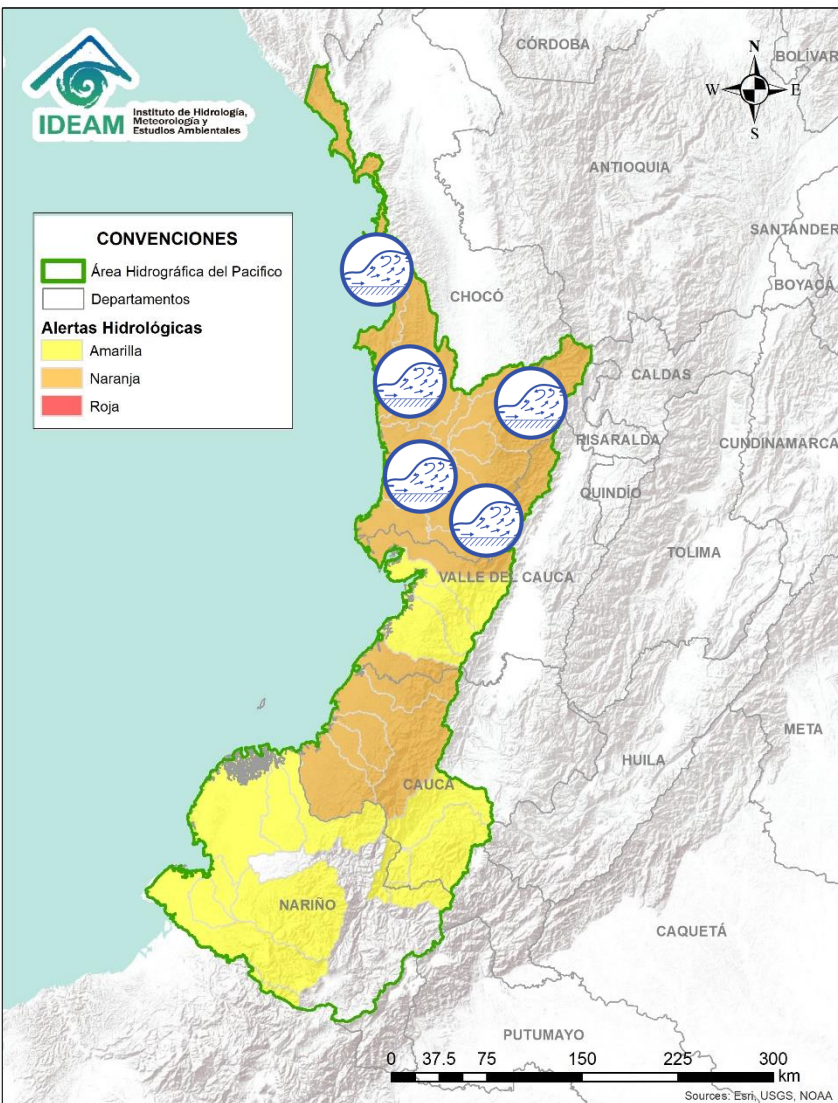 CÓRDOBA
BOLÍVAR
N
W
E
S
IDEAM
Instituto de Hidrología,
Meteorología y
Estudios Ambientales
ANTIOQUIA
SANTANDER
CONVENCIONES
Área Hidrográfica del Pacifico
Departamentos
Alertas Hidrológicas
Amarilla
Naranja
Roja
BOYACÁ
CHOCÓ
CALDAS
RISARALDA
CUNDINAMARCA
QUINDÍO
TOLIMA
VALLE DEL CAUCA
META
HUILA
CAUCA
NARIÑO
CAQUETÁ
PUTUMAYO
0 37.5 75 150 225 300
km
Sources: Esri, USGS, NOAA